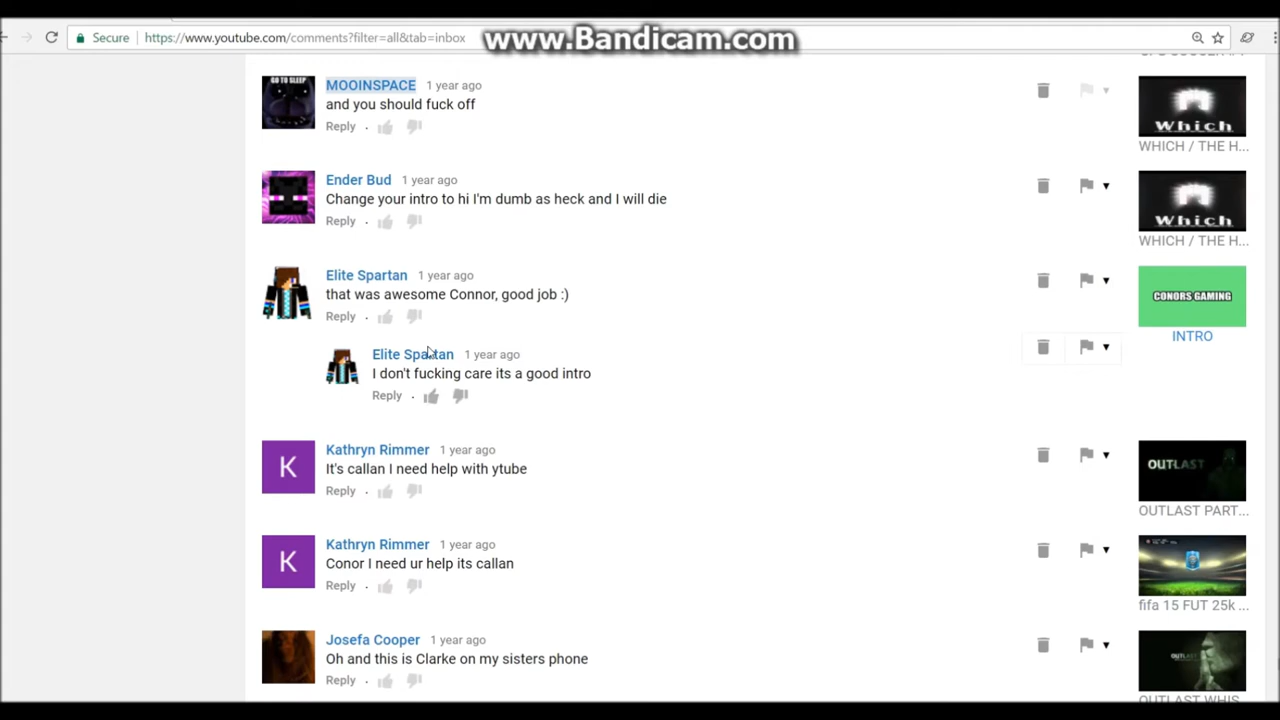 Secure
https://www.youtube.com/comments?filter=all&tab=inbox
www.Bandicam.com
GO TO SLEEP
MOOINSPACE 1 year ago
and you should fuck off
Reply
Which
WHICH / THE H...
Ender Bud 1 year ago
Change your intro to hi I'm dumb as heck and I will die
Reply
Which
WHICH / THE H...
Elite Spartan 1 year ago
that was awesome Connor, good job :)
Reply
CONORS GAMING
INTRO
Elite Spartan 1 year ago
I don't fucking care its a good intro
Reply
Kathryn Rimmer 1 year ago
K
It's callan I need help with ytube
Reply
OUTLAST
OUTLAST PART...
Kathryn Rimmer 1 year ago
K
Conor I need ur help its callan
Reply
fifa 15 FUT 25k ...
Josefa Cooper 1 year ago
Oh and this is Clarke on my sisters phone
Reply
OUTLAST
OUTLAST WHIS